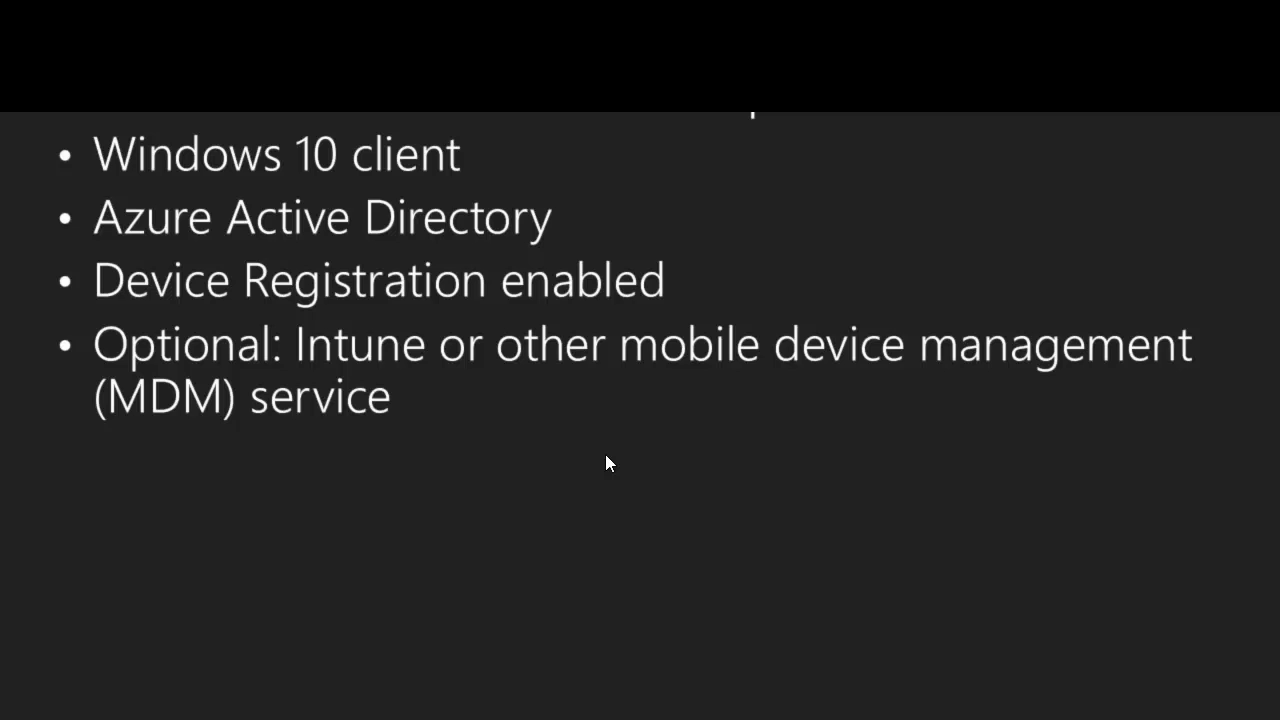 • Windows 10 client
• Azure Active Directory
• Device Registration enabled
• Optional: Intune or other mobile device management
(MDM) service